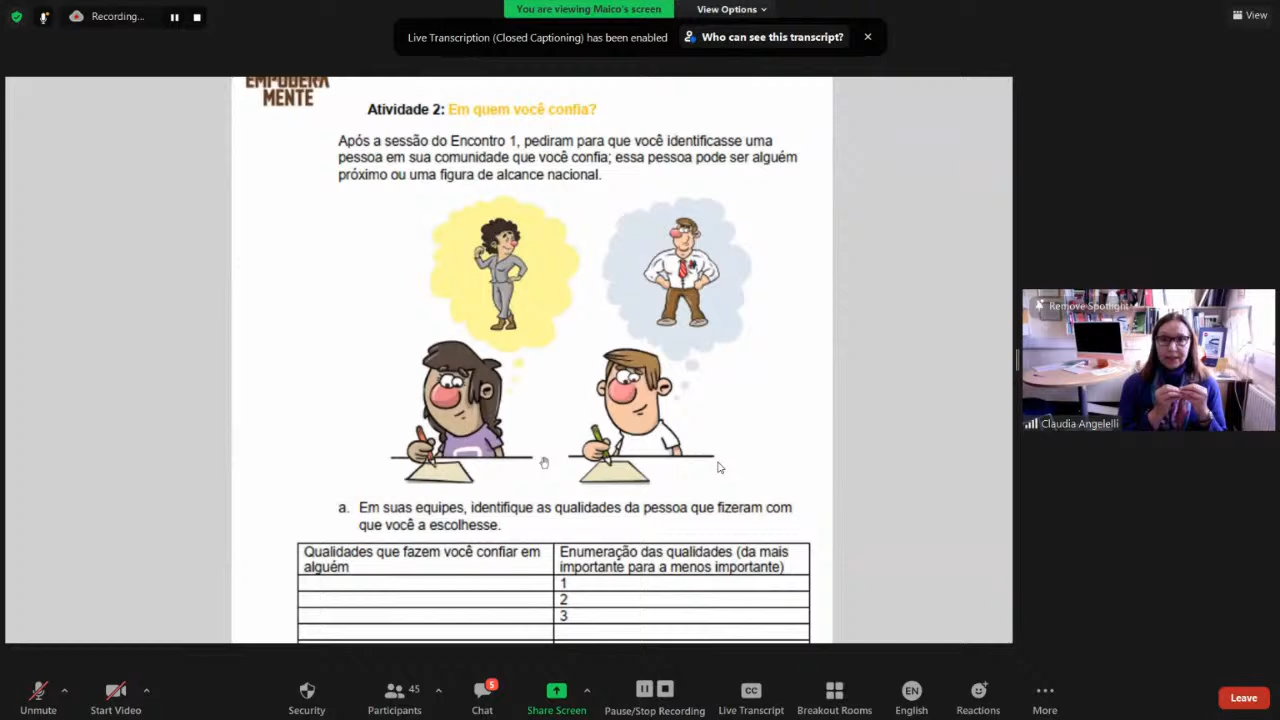 You are viewing Maico's screen
View Options
Recording...
View
Live Transcription (Closed Captioning) has been enabled
Who can see this transcript?
EMPODERA
MENTE
Atividade 2: Em quem você confia?
Após a sessão do Encontro 1, pediram para que você identificasse uma
pessoa em sua comunidade que você confia; essa pessoa pode ser alguém
próximo ou uma figura de alcance nacional.
Remove Spotlight
Claudia Angelelli
a. Em suas equipes, identifique as qualidades da pessoa que fizeram com
que você a escolhesse.
Qualidades que fazem você confiar em
alguém
Enumeração das qualidades (da mais
importante para a menos importante)
1
2
3
Unmute
Start Video
Security
Participants
45
Chat
5
Share Screen
Pause/Stop Recording
CC
Live Transcript
Breakout Rooms
EN
English
Reactions
More
Leave